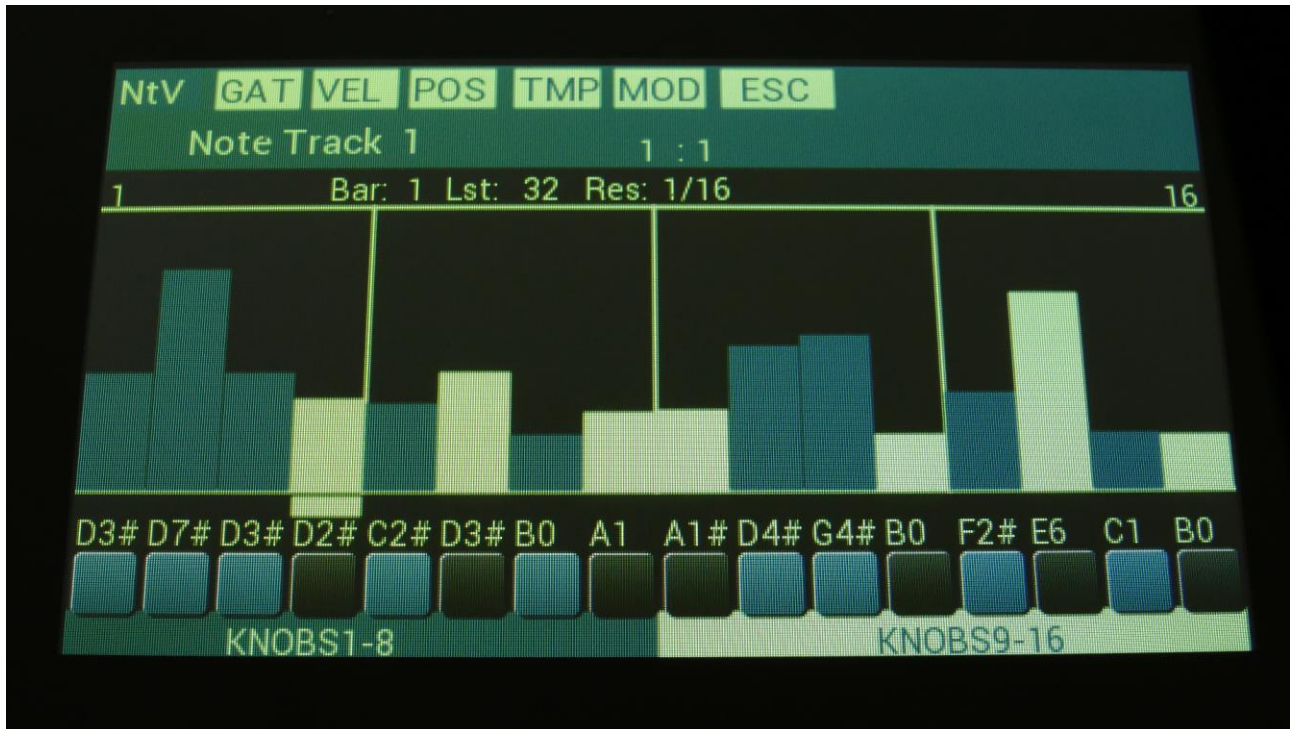 NtV GAT VEL POS TMP MOD ESC
Note Track 1 1 : 1
1 Bar: 1 Lst: 32 Res: 1/16 16
D3# D7# D3# D2# C2# D3# B0 A1 A1# D4# G4# B0 F2# E6 C1 B0
KNOBS1-8 KNOBS9-16